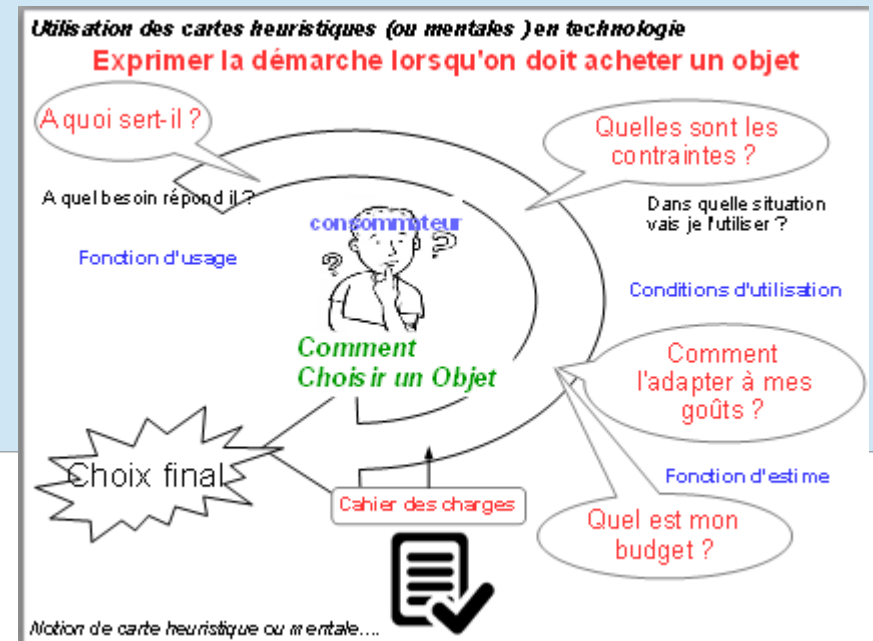 Utilisation des cartes heuristiques (ou mentales ) en technologie
Exprimer la démarche lorsqu'on doit acheter un objet
A quoi sert-il ?
Quelles sont les
contraintes ?
A quel besoin répond il ?
Dans quelle situation
vais je l'utiliser ?
consommateur
Fonction d'usage
? ?
Conditions d'utilisation
Comment
Choisir un Objet
Comment
l'adapter à mes
goûts ?
Choix final
Fonction d'estime
Cahier des charges
Quel est mon
budget ?
Notion de carte heuristique ou mentale....